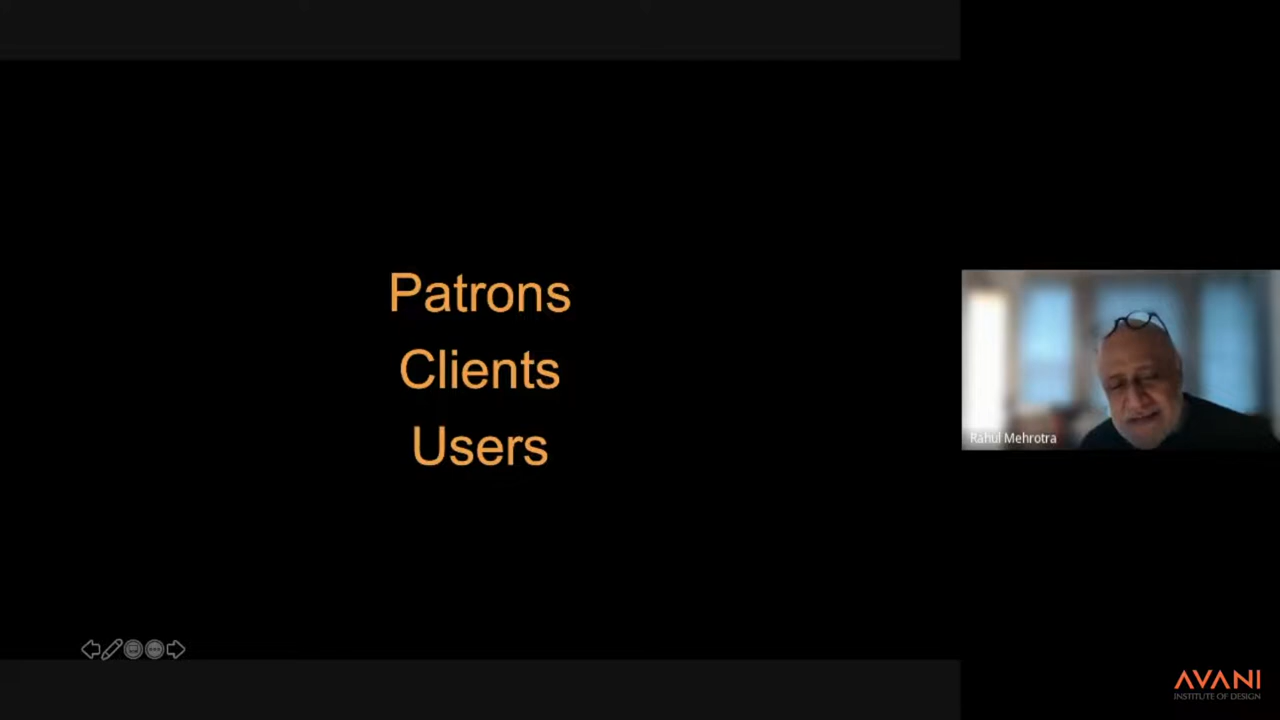 Patrons
Clients
Users
Rahul Mehrotra
AVANI
INSTITUTE OF DESIGN